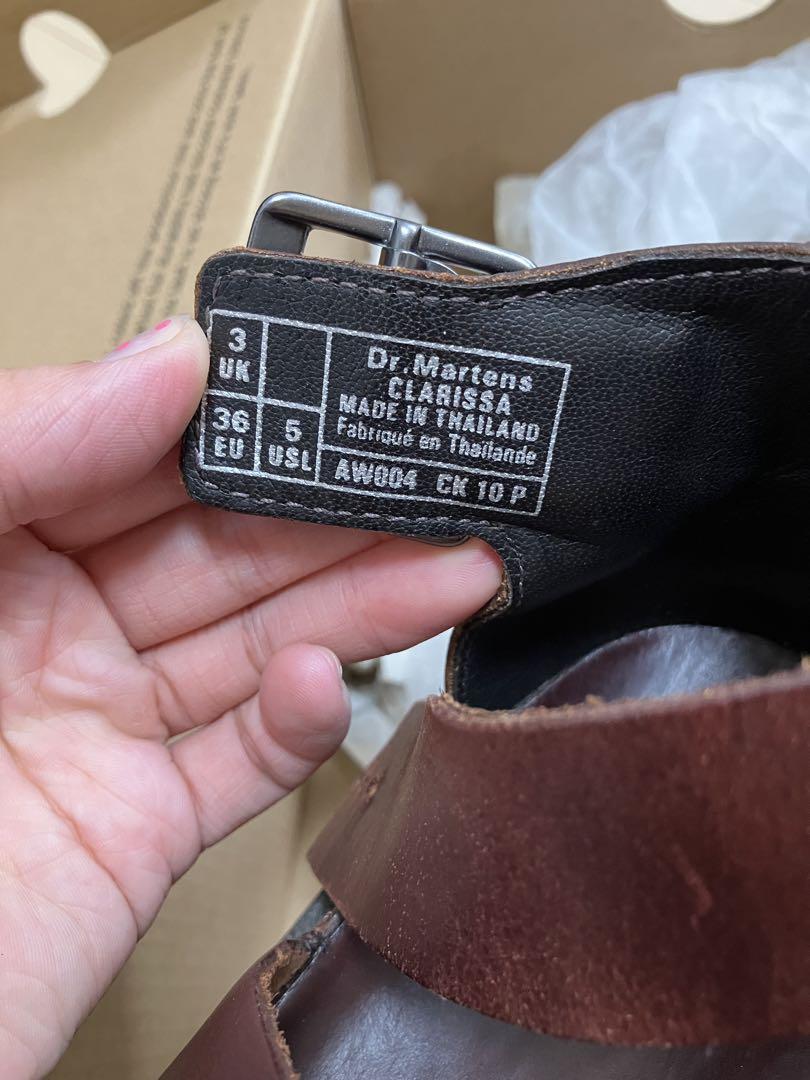 3
UK
36
EU
5
USL
Dr.Martens
CLARISSA
MADE IN THAILAND
Fabriqué en Thaïlande
AW004 CK 10 P